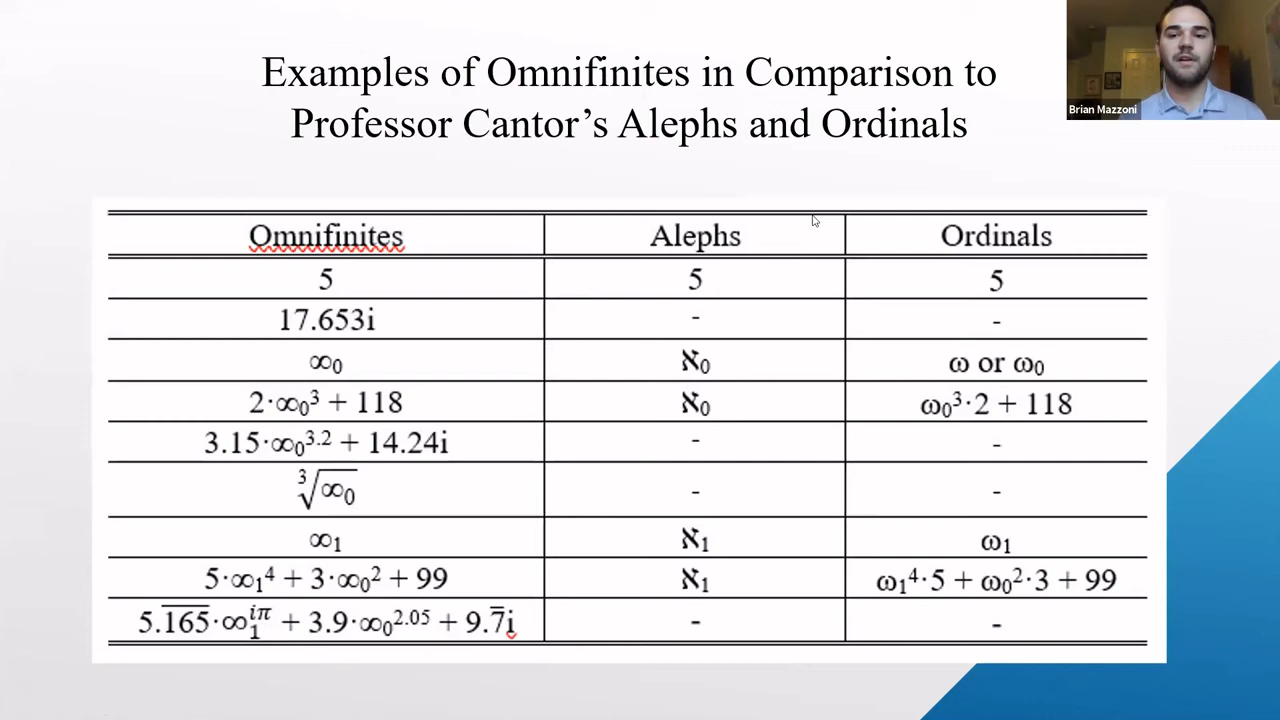 Examples of Omnifinites in Comparison to
Professor Cantor’s Alephs and Ordinals
Brian Mazzoni
Omnifinites Alephs Ordinals
5 5 5
17.653i - -
∞₀ ℵ₀ ω or ω₀
2·∞₀³ + 118 ℵ₀ ω₀³·2 + 118
3.15·∞₀^3.2 + 14.24i - -
∛∞₀ - -
∞₁ ℵ₁ ω₁
5·∞₁⁴ + 3·∞₀² + 99 ℵ₁ ω₁⁴·5 + ω₀²·3 + 99
5.1̅6̅5̅·∞₁^iπ + 3.9·∞₀^2.05 + 9.7̅i - -